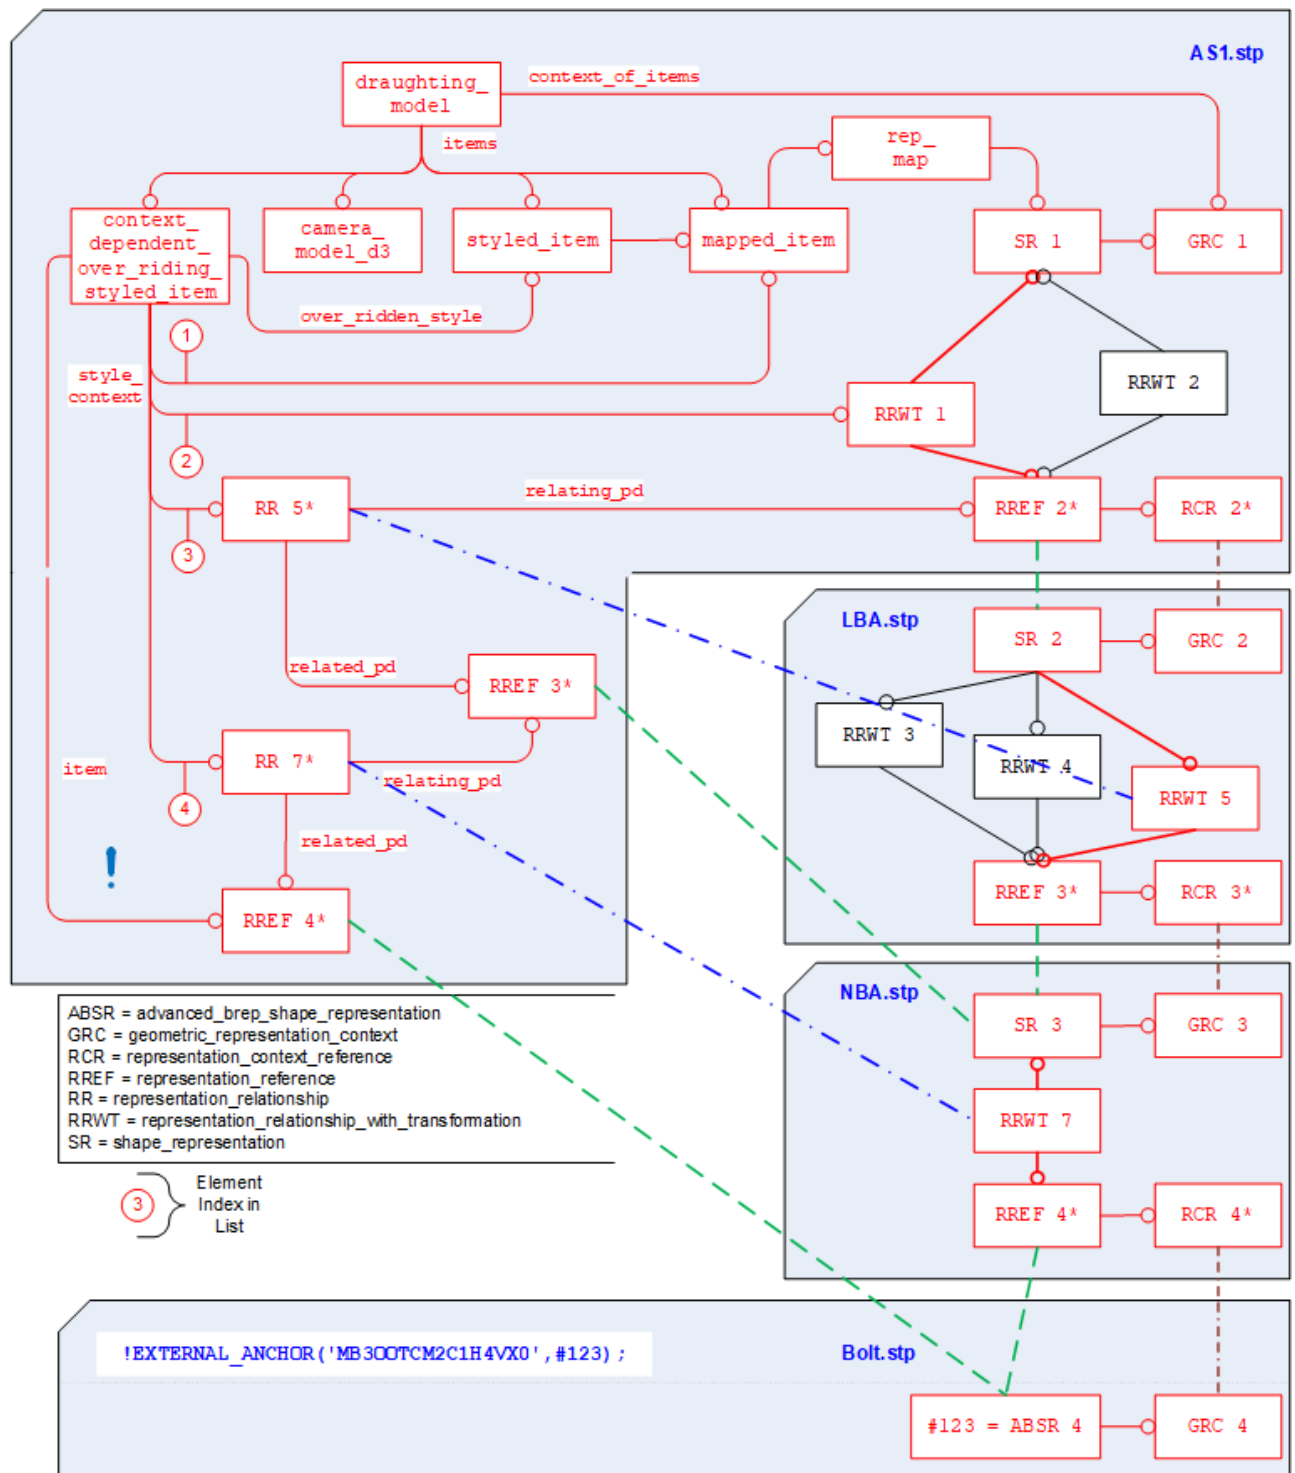 AS1.stp
draughting_
model
context_of_items
items
rep_
map
context_
dependent_
over_riding_
styled_item
camera_
model_d3
styled_item
mapped_item
SR 1
GRC 1
over_ridden_style
1
style_
context
RRWT 1
RRWT 2
2
RR 5*
relating_pd
RREF 2*
RCR 2*
3
LBA.stp
SR 2
GRC 2
related_pd
RREF 3*
RRWT 3
RRWT 4
RRWT 5
item
RR 7*
relating_pd
4
related_pd
!
RREF 4*
RREF 3*
RCR 3*
NBA.stp
SR 3
GRC 3
RRWT 7
RREF 4*
RCR 4*
ABSR = advanced_brep_shape_representation
GRC = geometric_representation_context
RCR = representation_context_reference
RREF = representation_reference
RR = representation_relationship
RRWT = representation_relationship_with_transformation
SR = shape_representation
3
Element
Index in
List
!EXTERNAL_ANCHOR('MB3OOTCM2C1H4VX0',#123);
Bolt.stp
#123 = ABSR 4
GRC 4